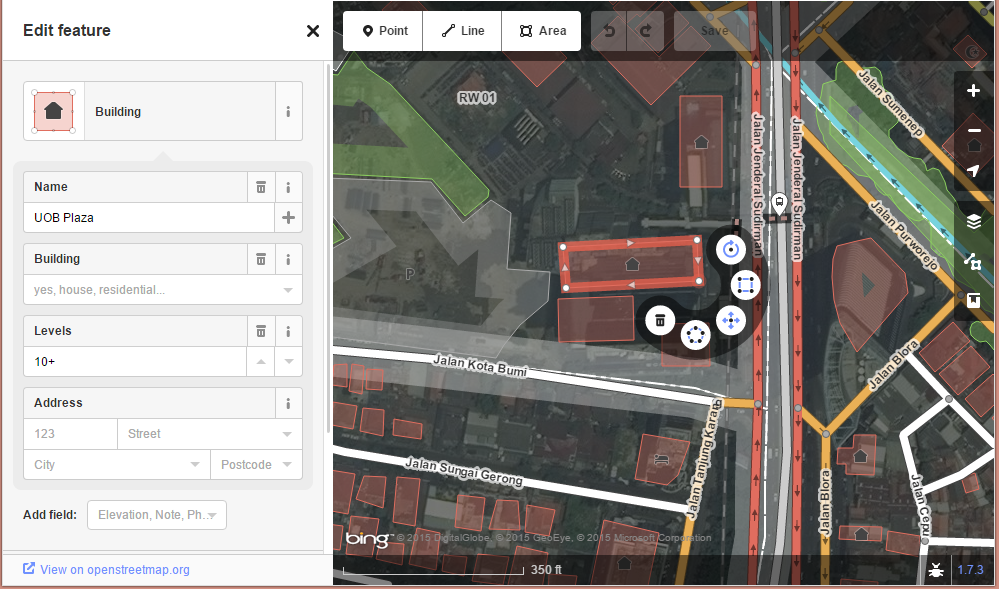 Edit feature
Point
Line
Area
Save
Building
Name
UOB Plaza
Building
yes, house, residential...
Levels
10+
Address
123
Street
City
Postcode
Add field:
Elevation, Note, Ph...
View on openstreetmap.org
RW 01
P
Jalan Jenderal Sudirman
Jalan Jenderal Sudirman
Jalan Sumenep
Jalan Purworejo
Jalan Blora
Jalan Blora
Jalan Kota Bumi
Jalan Sungai Gerong
Jalan Tanjung Karang
Jalan Cepu
bing
© 2015 DigitalGlobe, © 2015 GeoEye, © 2015 Microsoft Corporation
350 ft
1.7.3